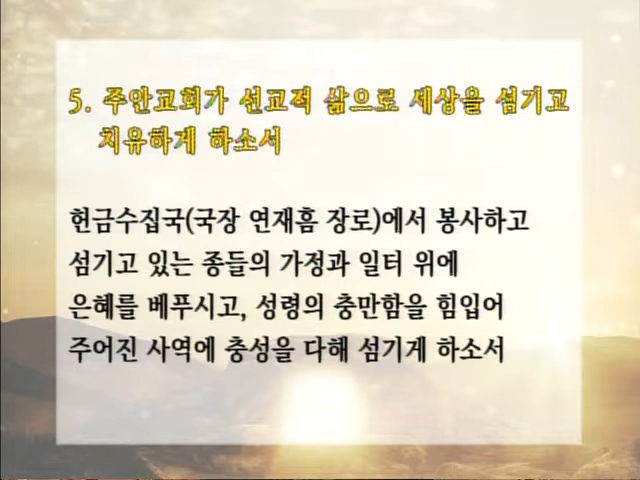 5. 주안교회가 선교적 삶으로 세상을 섬기고
치유하게 하소서
헌금수집국(국장 연재흠 장로)에서 봉사하고
섬기고 있는 종들의 가정과 일터 위에
은혜를 베푸시고, 성령의 충만함을 힘입어
주어진 사역에 충성을 다해 섬기게 하소서